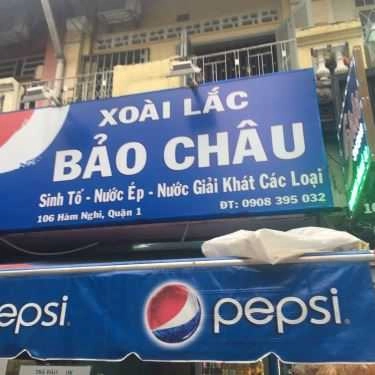 XOÀI LẮC
BẢO CHÂU
Sinh Tố - Nước Ép - Nước Giải Khát Các Loại
106 Hàm Nghi, Quận 1
ĐT: 0908 395 032
epsi
pepsi